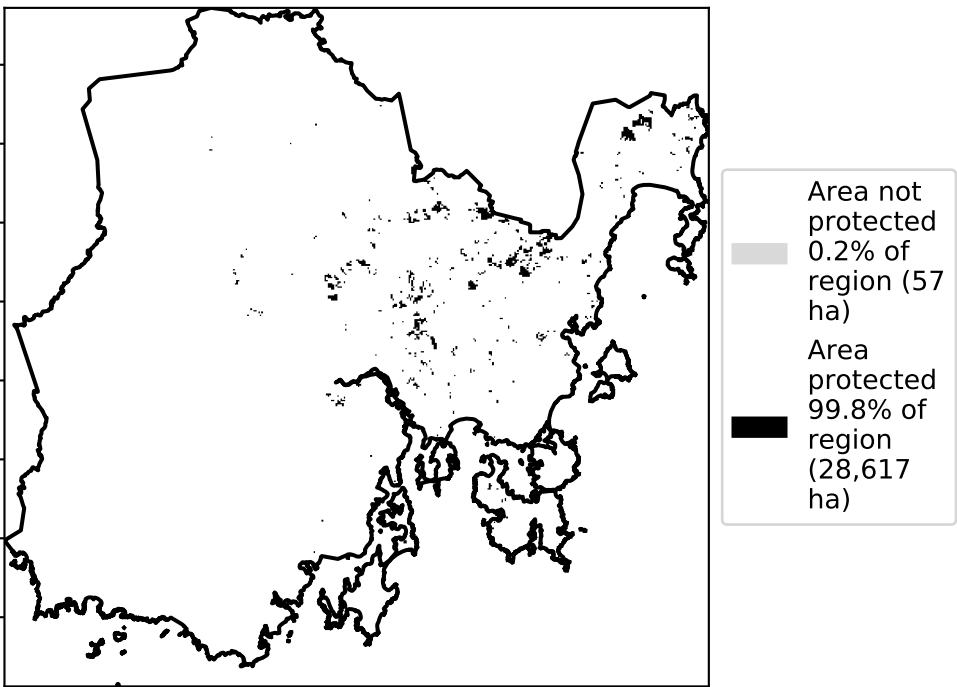 Area not
protected
0.2% of
region (57
ha)
Area
protected
99.8% of
region
(28,617
ha)